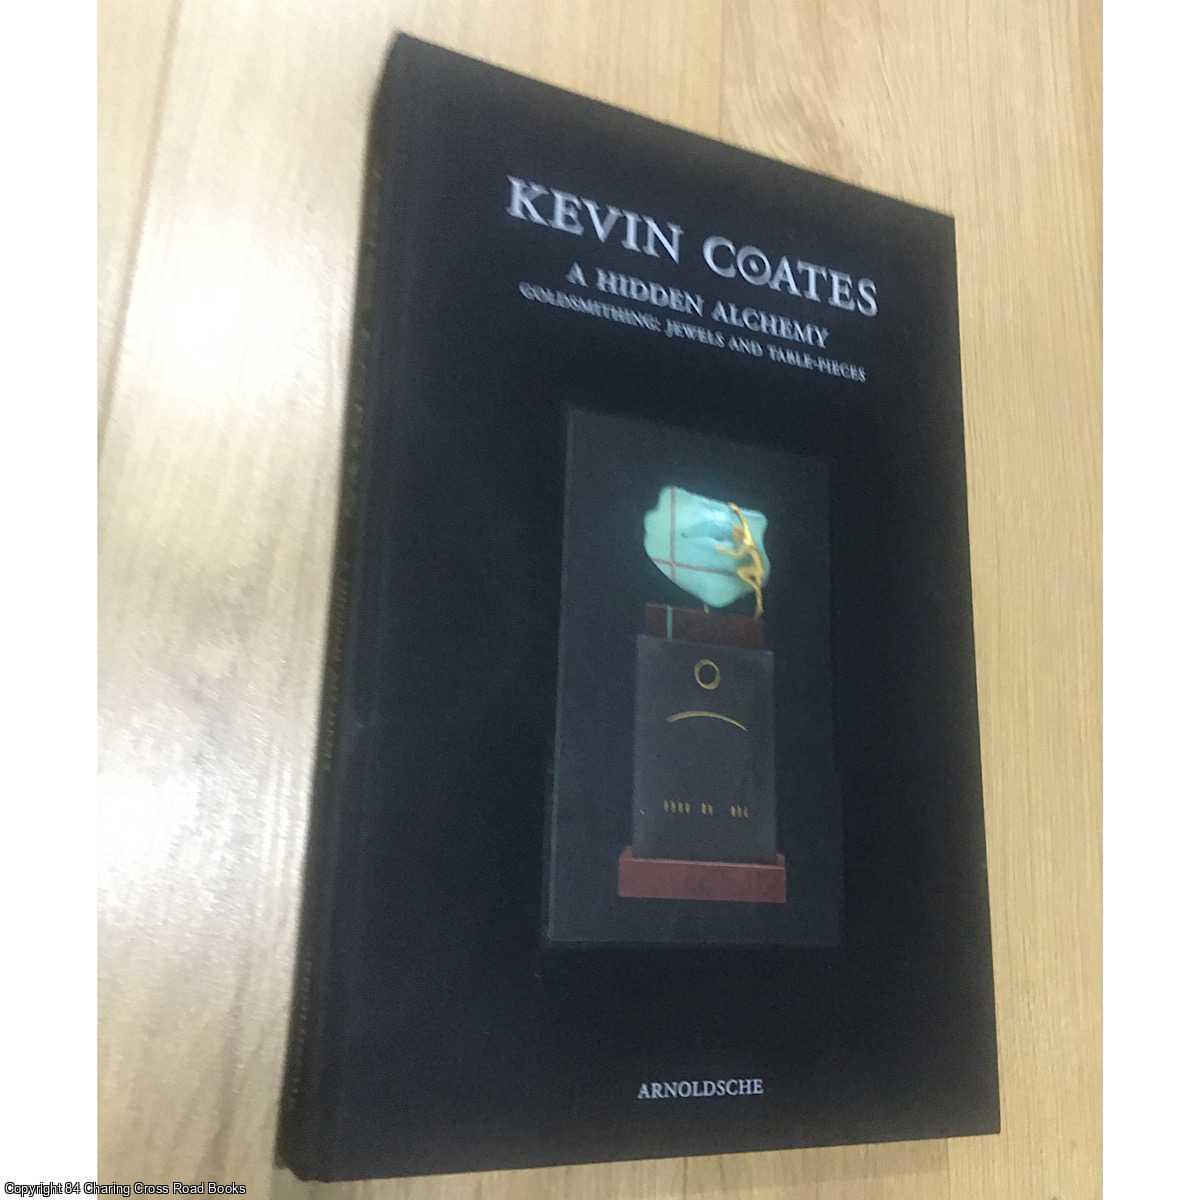 KEVIN COATES
A HIDDEN ALCHEMY
GOLDSMITHING: JEWELS AND TABLE-PIECES
ARNOLDSCHE
Copyright 84 Charing Cross Road Books